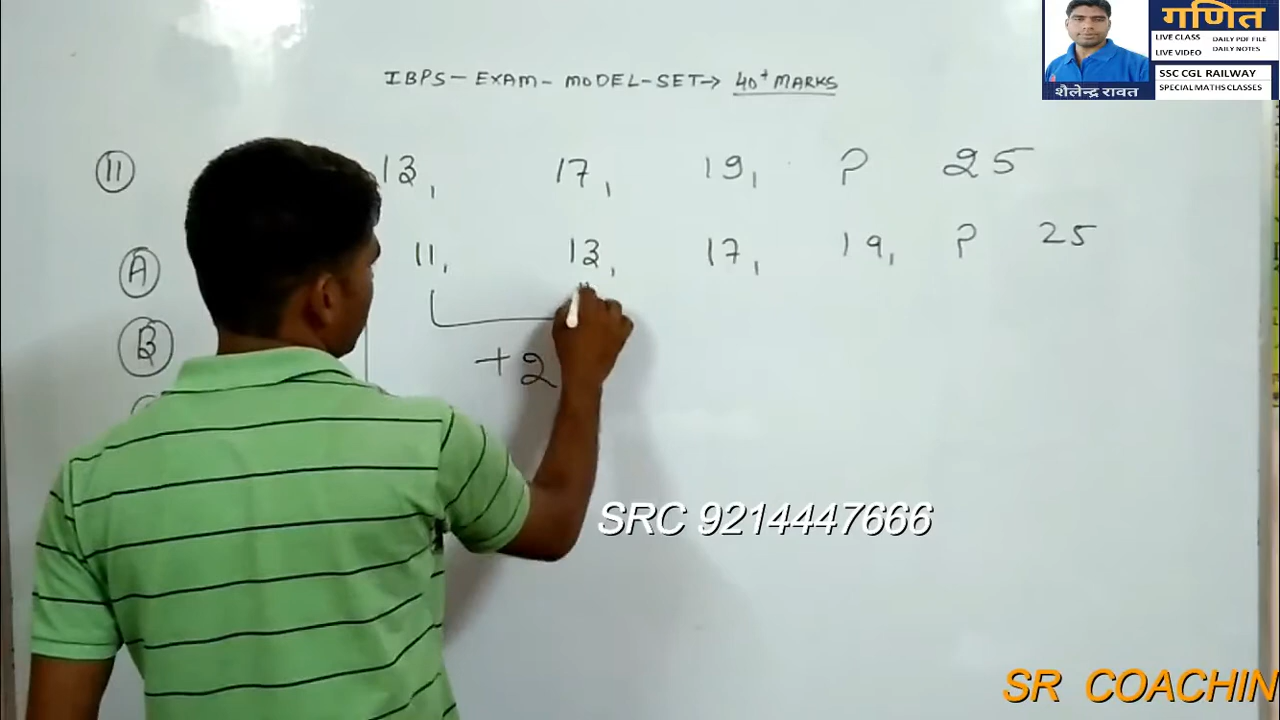 गणित
LIVE CLASS DAILY PDF FILE
LIVE VIDEO DAILY NOTES
SSC CGL RAILWAY
SPECIAL MATHS CLASSES
शैलेन्द्र रावत
IBPS-EXAM-MODEL-SET→ 40+ MARKS
11 13, 17, 19, ? 25
A 11, 13, 17, 19, ? 25
B
+2
SRC 9214447666
SR COACHIN